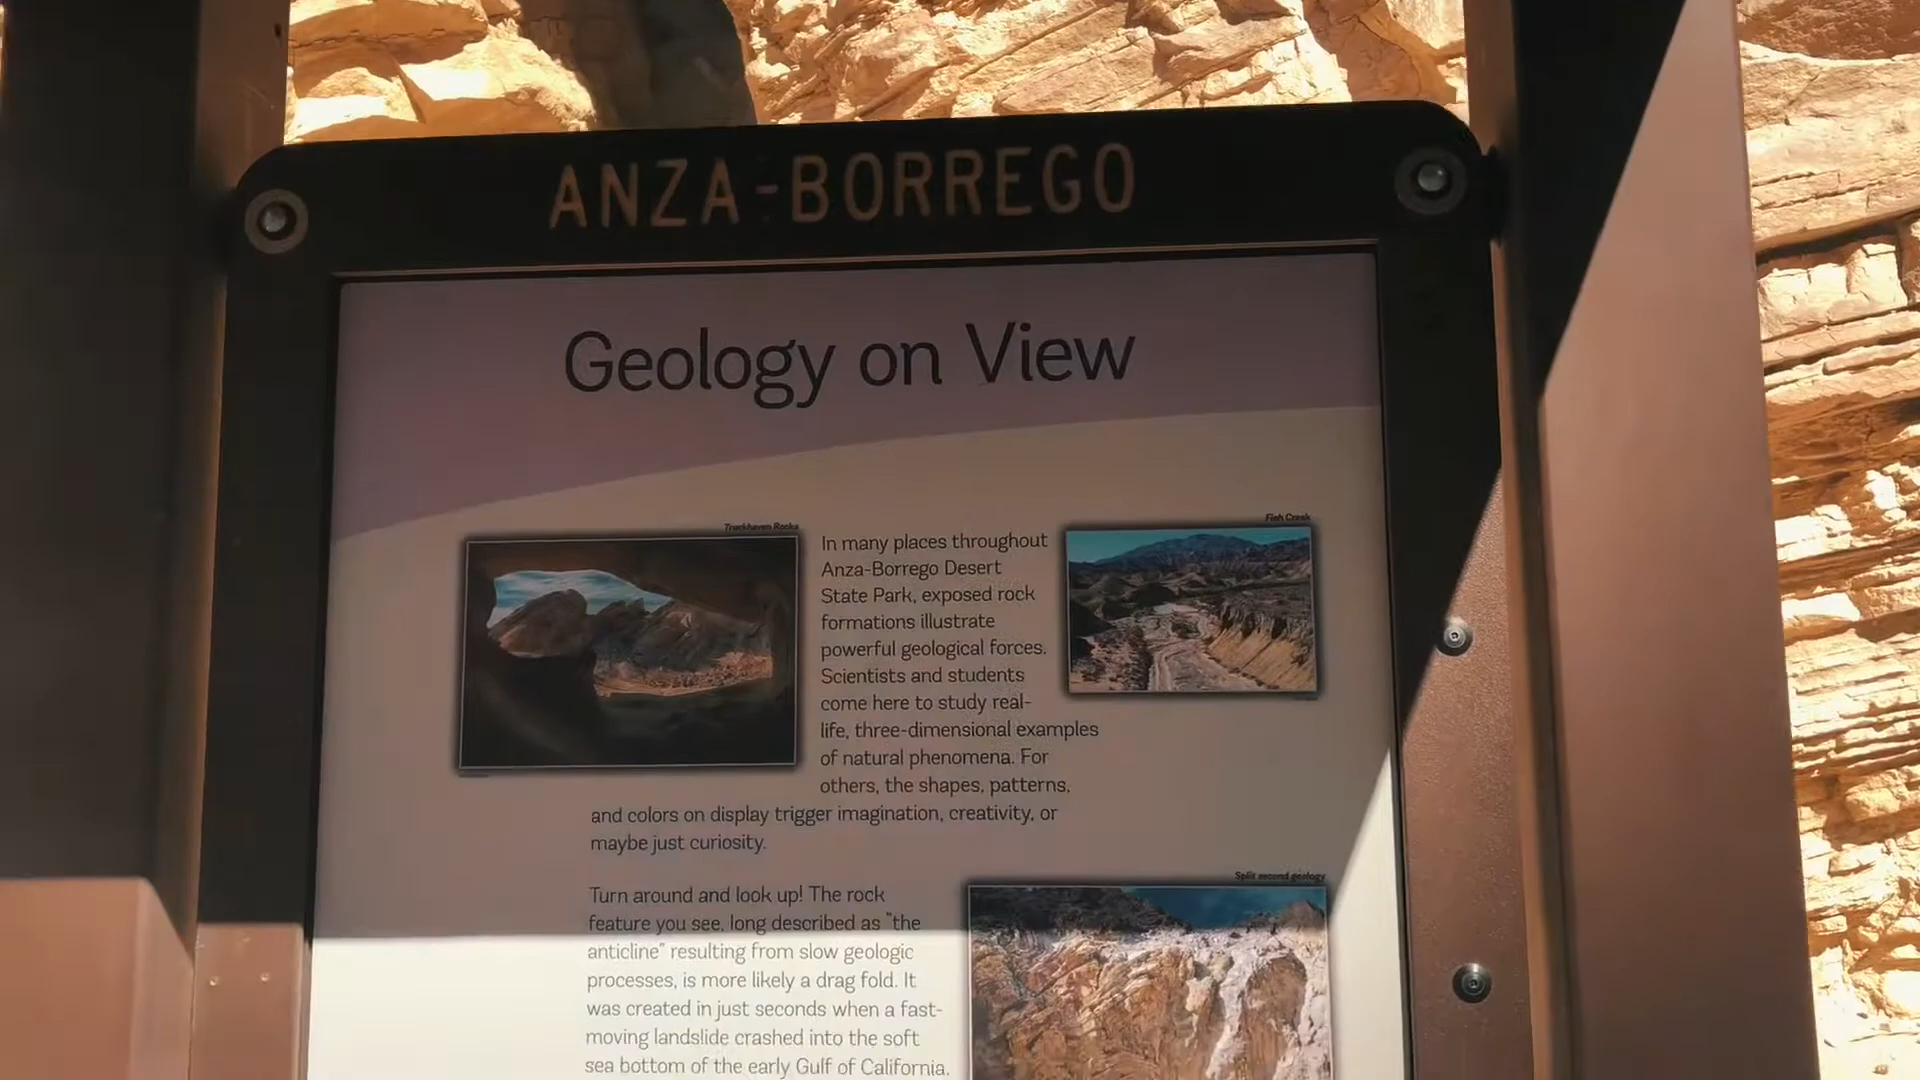 ANZA-BORREGO
Geology on View
Truckhaven Rocks
Fish Creek
In many places throughout
Anza-Borrego Desert
State Park, exposed rock
formations illustrate
powerful geological forces.
Scientists and students
come here to study real-
life, three-dimensional examples
of natural phenomena. For
others, the shapes, patterns,
and colors on display trigger imagination, creativity, or
maybe just curiosity.
Split second geology
Turn around and look up! The rock
feature you see, long described as "the
anticline" resulting from slow geologic
processes, is more likely a drag fold. It
was created in just seconds when a fast-
moving landslide crashed into the soft
sea bottom of the early Gulf of California.